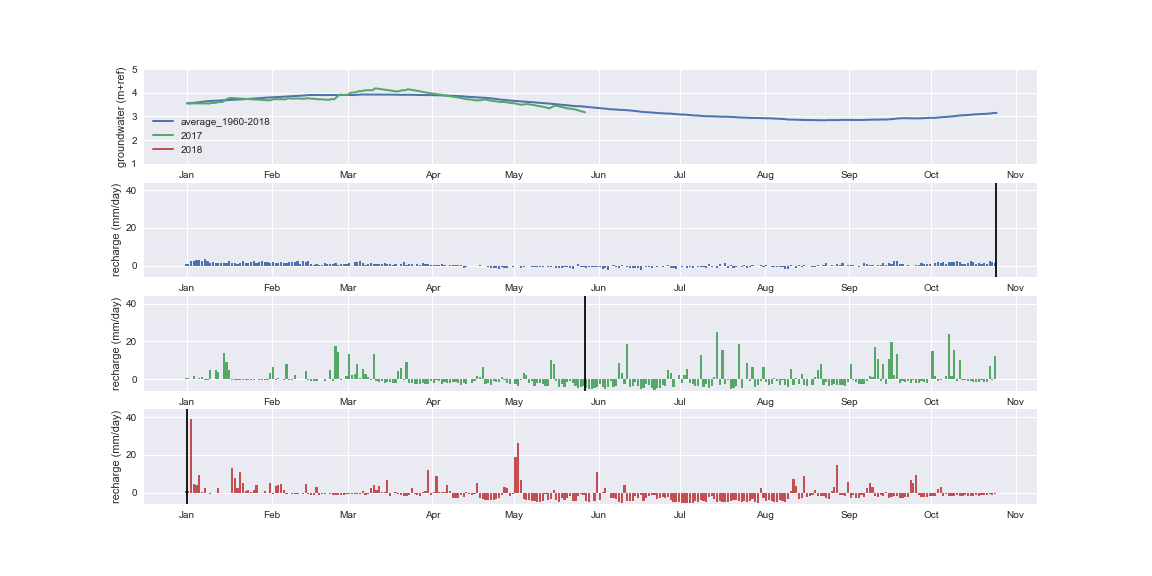 groundwater (m+ref)
5
4
3
2
1
average_1960-2018
2017
2018
Jan Feb Mar Apr May Jun Jul Aug Sep Oct Nov
recharge (mm/day)
40
20
0
Jan Feb Mar Apr May Jun Jul Aug Sep Oct Nov
recharge (mm/day)
40
20
0
Jan Feb Mar Apr May Jun Jul Aug Sep Oct Nov
recharge (mm/day)
40
20
0
Jan Feb Mar Apr May Jun Jul Aug Sep Oct Nov